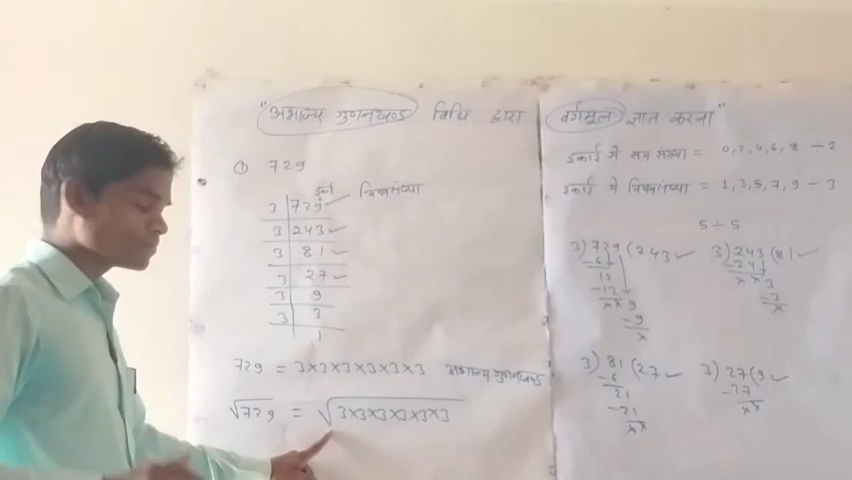 "अभाज्य गुणनखण्ड विधि द्वारा
① 729
इकाई
3 | 729 ✓ विषमसंख्या
3 | 243 ✓
3 | 81 ✓
3 | 27 ✓
3 | 9
3 | 3
1
729 = 3×3×3×3×3×3 अभाज्य गुणनखण्ड
√729 = √3×3×3×3×3×3
वर्गमूल ज्ञात करना"
इकाई में सम संख्या = 0, 2, 4, 6, 8 ÷ 2
इकाई में विषमसंख्या = 1, 3, 5, 7, 9 ÷ 3
5 ÷ 5
3) 729 (243 ✓
-6
12
-12
×× 9
-9
×
3) 243 (81 ✓
-24
×× 3
-3
×
3) 81 (27 ✓
-6
21
-21
××
3) 27 (9 ✓
-27
××